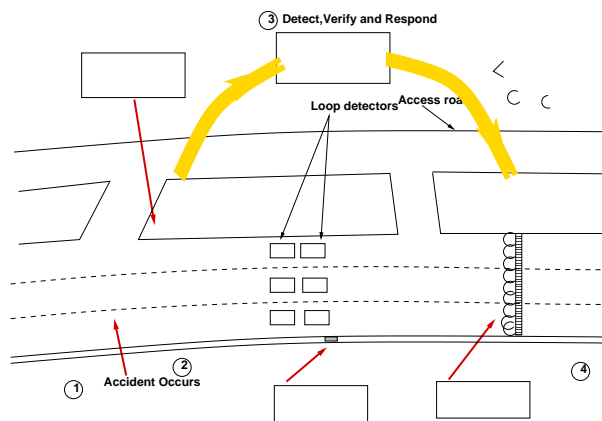 3 Detect,Verify and Respond
Loop detectors
Access roa
1
Accident Occurs
2
4